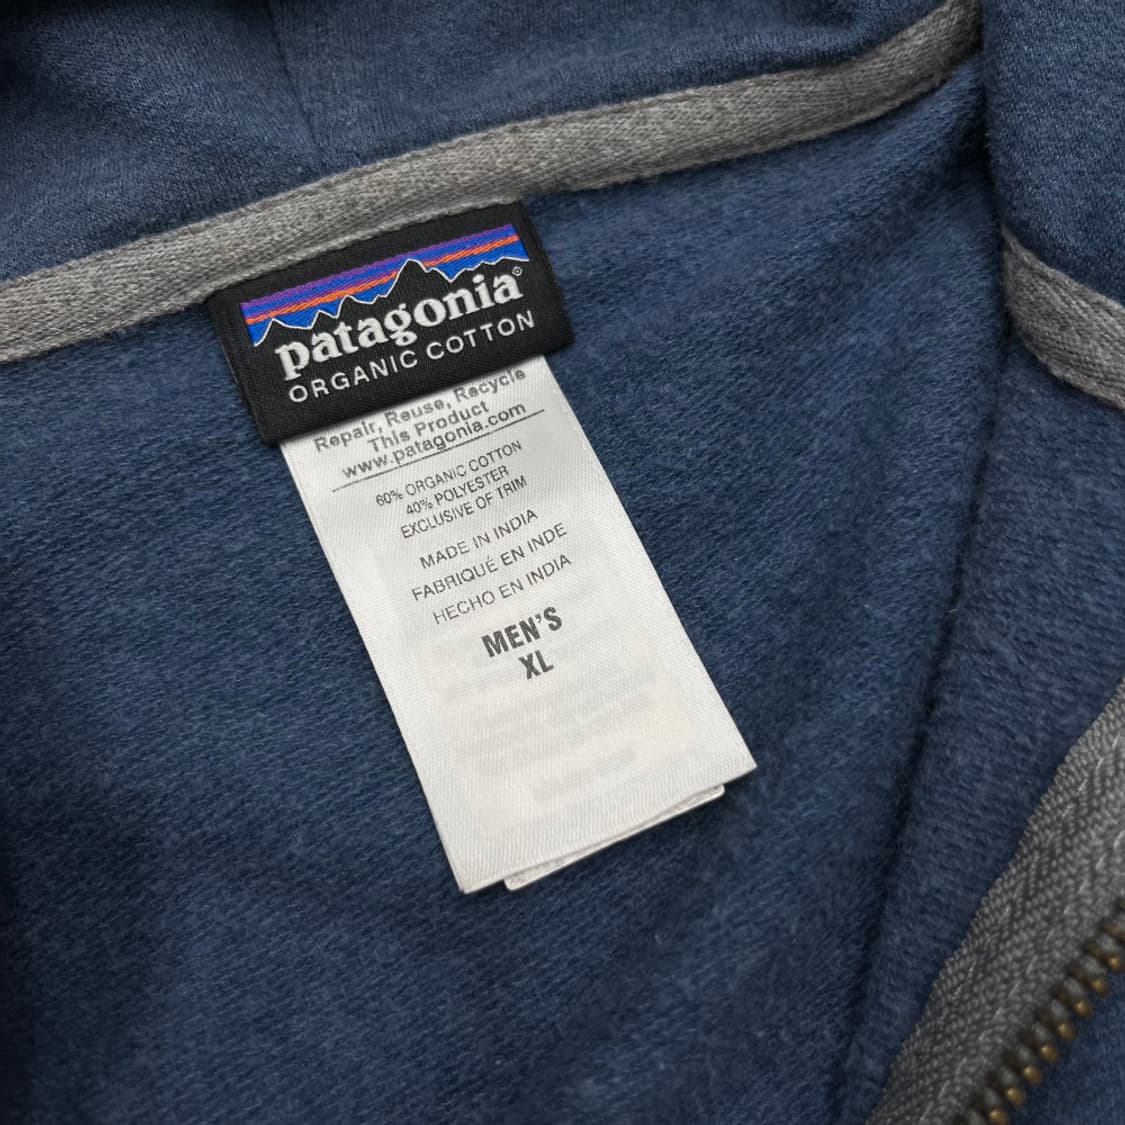 patagonia®
ORGANIC COTTON
Repair, Reuse, Recycle
This Product
www.patagonia.com
60% ORGANIC COTTON
40% POLYESTER
EXCLUSIVE OF TRIM
MADE IN INDIA
FABRIQUÉ EN INDE
HECHO EN INDIA
MEN'S
XL